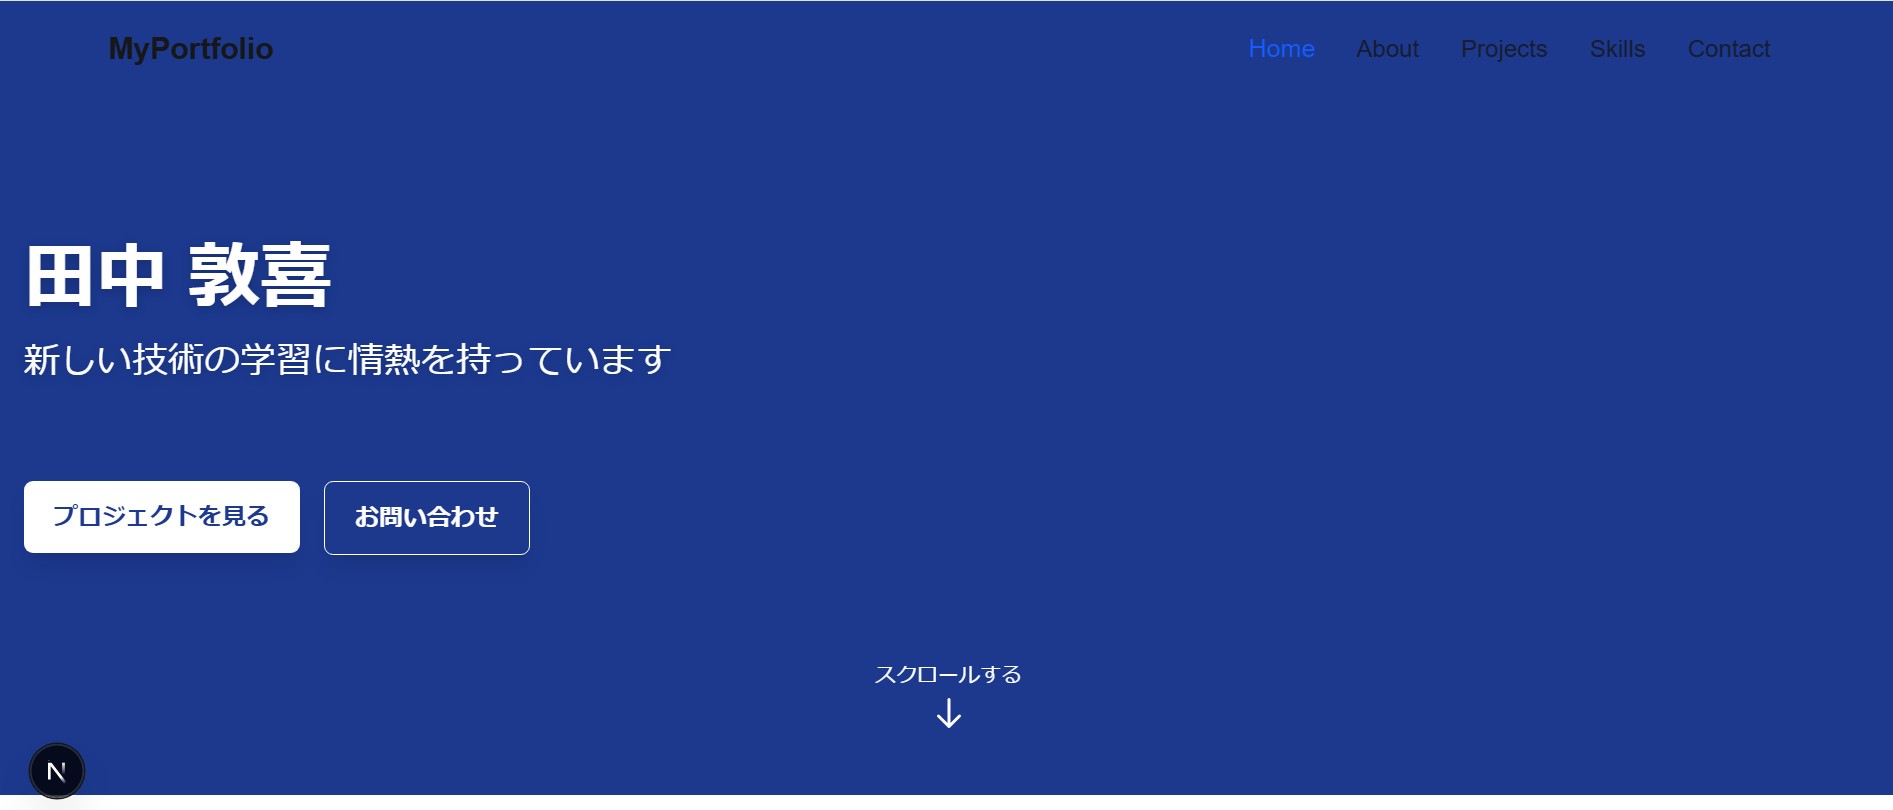 MyPortfolio
Home About Projects Skills Contact
田中 敦喜
新しい技術の学習に情熱を持っています
プロジェクトを見る
お問い合わせ
スクロールする
N